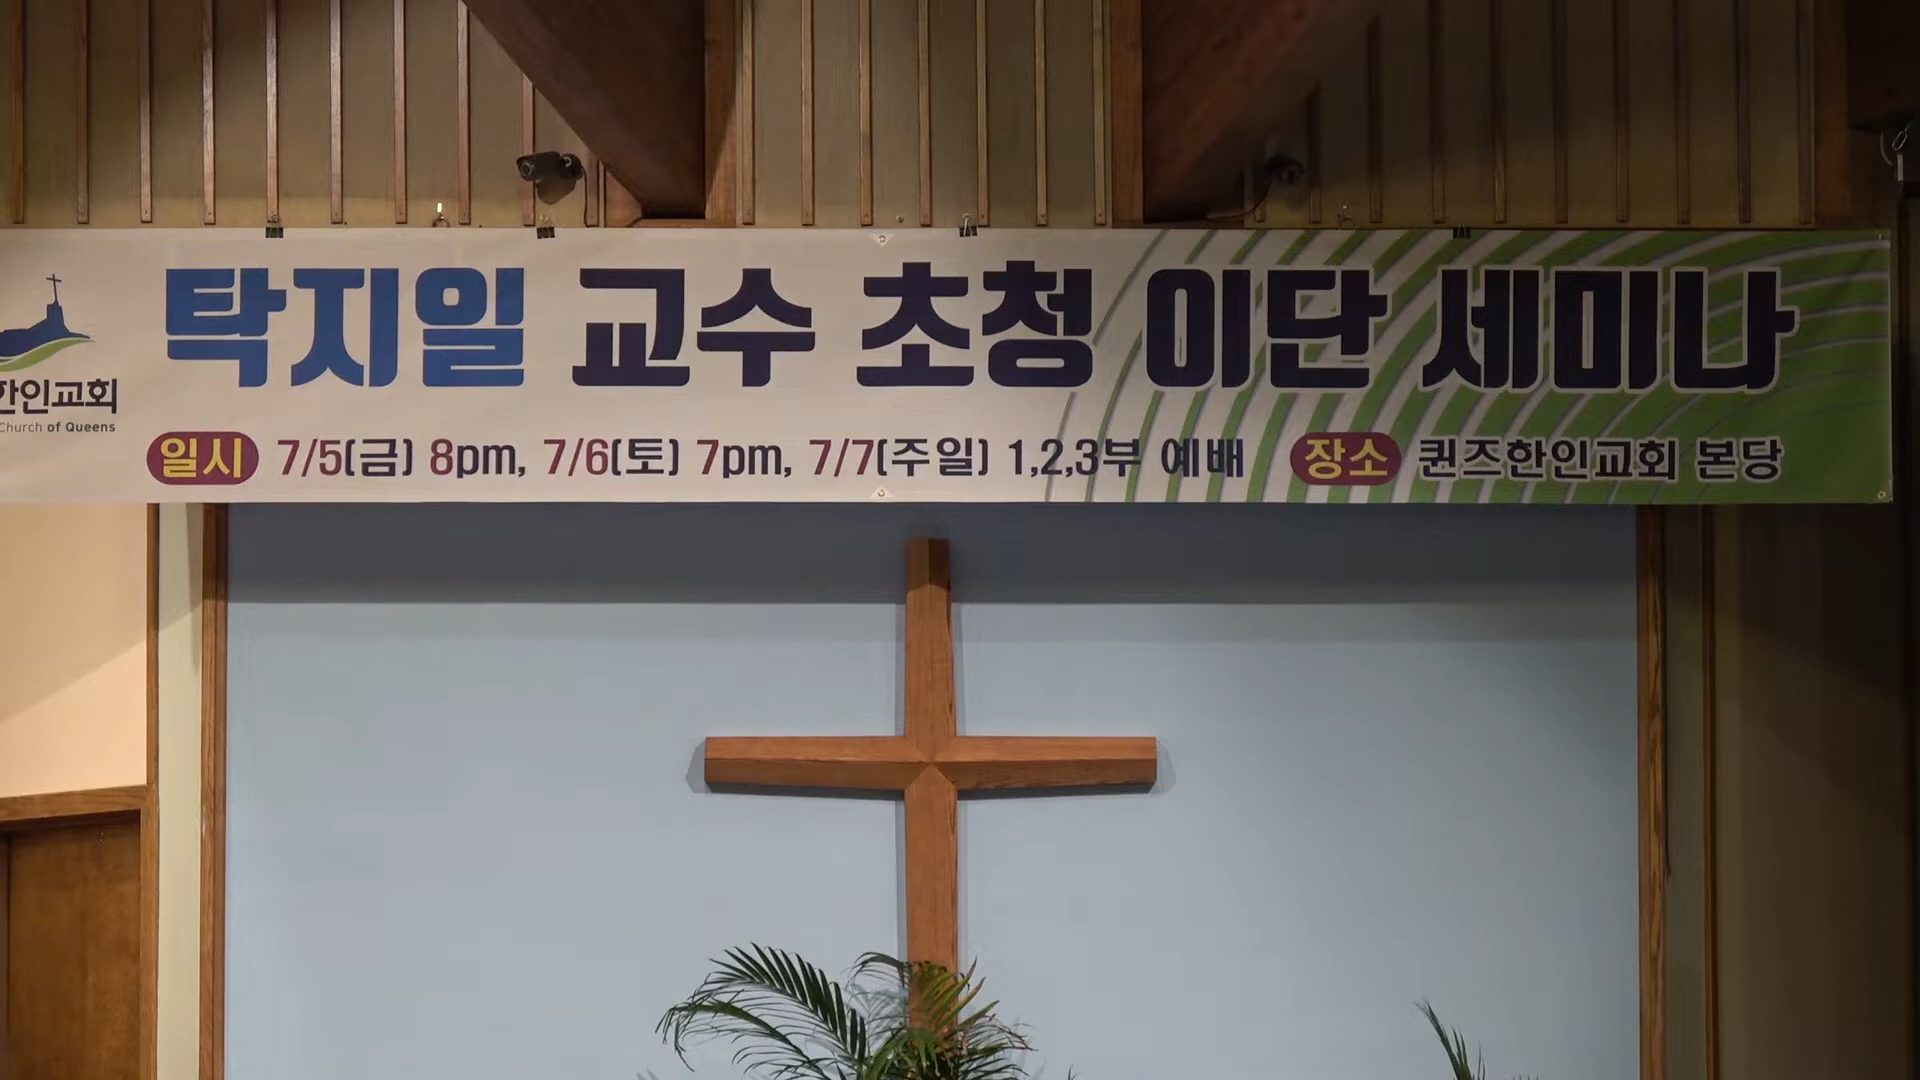 탁지일 교수 초청 이단 세미나
한인교회
Church of Queens
일시 7/5(금) 8pm, 7/6(토) 7pm, 7/7(주일) 1,2,3부 예배 장소 퀸즈한인교회 본당